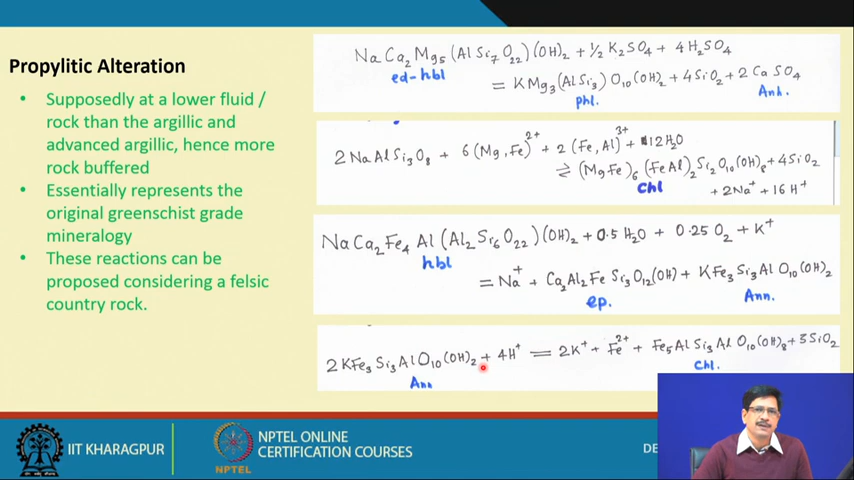 Propylitic Alteration
• Supposedly at a lower fluid /
rock than the argillic and
advanced argillic, hence more
rock buffered
• Essentially represents the
original greenschist grade
mineralogy
• These reactions can be
proposed considering a felsic
country rock.
NaCa₂Mg₅(AlSi₇O₂₂)(OH)₂ + ½ K₂SO₄ + 4H₂SO₄
ed-hbl
= KMg₃(AlSi₃)O₁₀(OH)₂ + 4SiO₂ + 2CaSO₄
phl. Anh.
2NaAlSi₃O₈ + 6(Mg,Fe)²⁺ + 2(Fe,Al)³⁺ + 12H₂O
⇌ (MgFe)₆(FeAl)₂Si₂O₁₀(OH)₈ + 4SiO₂
Chl + 2Na⁺ + 16H⁺
NaCa₂Fe₄Al(Al₂Si₆O₂₂)(OH)₂ + 0.5H₂O + 0.25O₂ + K⁺
hbl
= Na⁺ + Ca₂Al₂FeSi₃O₁₂(OH) + KFe₃Si₃AlO₁₀(OH)₂
ep. Ann.
2KFe₃Si₃AlO₁₀(OH)₂ + 4H⁺ = 2K⁺ + Fe²⁺ + Fe₅AlSi₃AlO₁₀(OH)₈ + 3SiO₂
Ann Chl.
IIT KHARAGPUR
NPTEL
NPTEL ONLINE
CERTIFICATION COURSES
DE